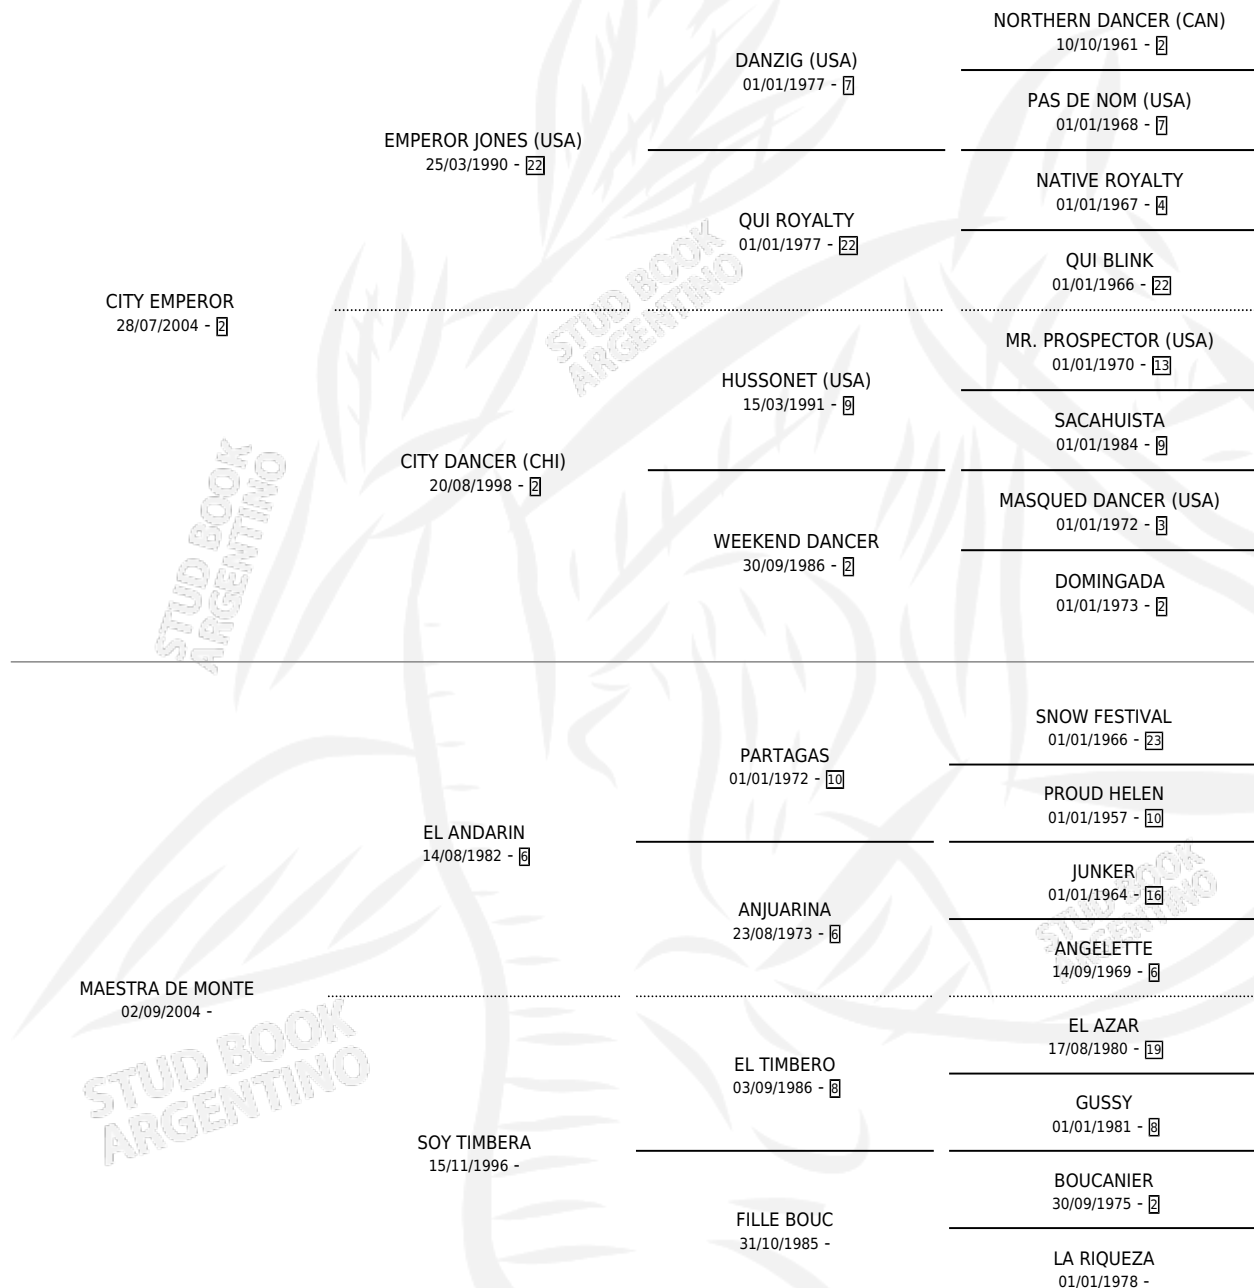 NORTHERN DANCER (CAN)
10/10/1961 - 2
DANZIG (USA)
01/01/1977 - 7
PAS DE NOM (USA)
01/01/1968 - 7
EMPEROR JONES (USA)
25/03/1990 - 22
NATIVE ROYALTY
01/01/1967 - 4
QUI ROYALTY
01/01/1977 - 22
QUI BLINK
01/01/1966 - 22
CITY EMPEROR
28/07/2004 - 2
STUD BOOK
ARGENTINO
MR. PROSPECTOR (USA)
01/01/1970 - 13
HUSSONET (USA)
15/03/1991 - 9
SACAHUISTA
01/01/1984 - 9
CITY DANCER (CHI)
20/08/1998 - 2
MASQUED DANCER (USA)
01/01/1972 - 3
WEEKEND DANCER
30/09/1986 - 2
DOMINGADA
01/01/1973 - 2
STUD BOOK
ARGENTINO
SNOW FESTIVAL
01/01/1966 - 23
PARTAGAS
01/01/1972 - 10
PROUD HELEN
01/01/1957 - 10
EL ANDARIN
14/08/1982 - 6
JUNKER
01/01/1964 - 16
STUD BOOK
ARGENTINO
ANJUARINA
23/08/1973 - 6
ANGELETTE
14/09/1969 - 6
MAESTRA DE MONTE
02/09/2004 -
STUD BOOK
ARGENTINO
EL AZAR
17/08/1980 - 19
EL TIMBERO
03/09/1986 - 8
GUSSY
01/01/1981 - 8
SOY TIMBERA
15/11/1996 -
BOUCANIER
30/09/1975 - 2
FILLE BOUC
31/10/1985 -
LA RIQUEZA
01/01/1978 -